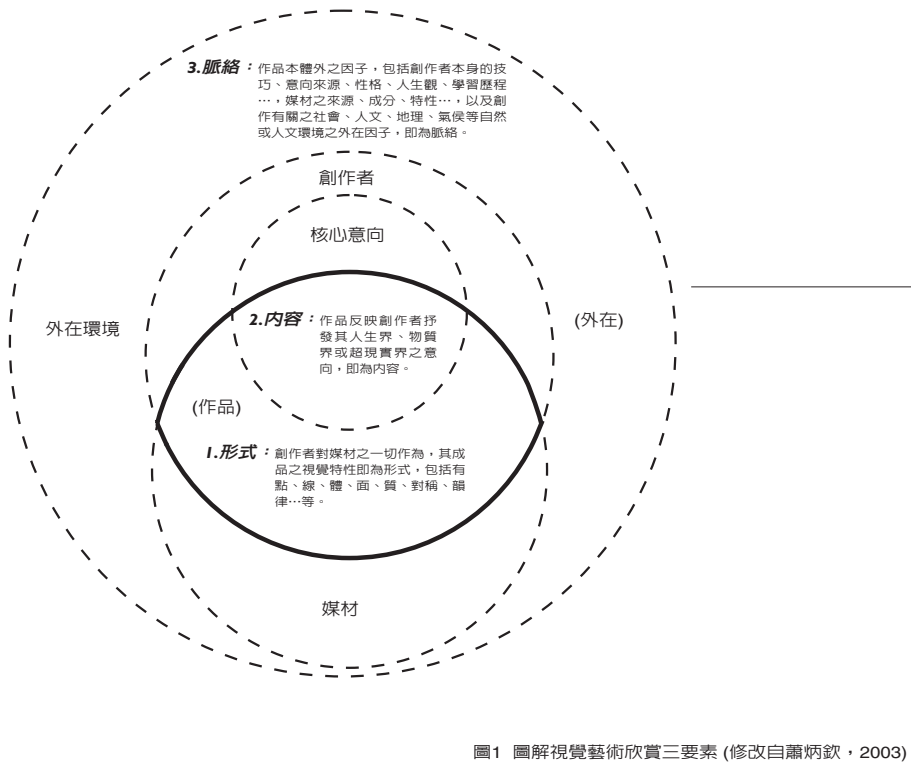 3.脈絡：作品本體外之因子，包括創作者本身的技
巧、意向來源、性格、人生觀、學習歷程
…，媒材之來源、成分、特性…，以及創
作有關之社會、人文、地理、氣侯等自然
或人文環境之外在因子，即為脈絡。
創作者
核心意向
外在環境
(外在)
2.內容：作品反映創作者抒
發其人生界、物質
界或超現實界之意
向，即為內容。
(作品)
1.形式：創作者對媒材之一切作為，其成
品之視覺特性即為形式，包括有
點、線、體、面、質、對稱、韻
律…等。
媒材
圖1 圖解視覺藝術欣賞三要素 (修改自蕭炳欽，2003)